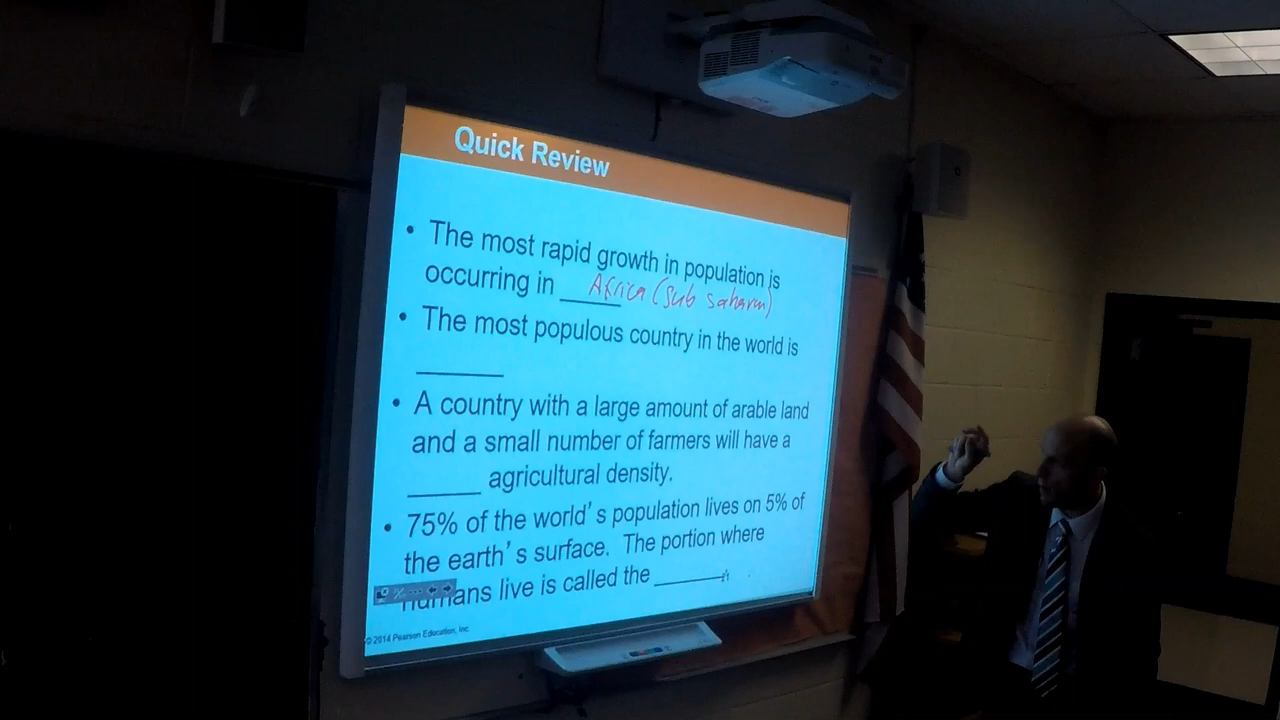 Quick Review
• The most rapid growth in population is
occurring in ____ Africa (sub saharan)
• The most populous country in the world is
______
• A country with a large amount of arable land
and a small number of farmers will have a
_____ agricultural density.
• 75% of the world's population lives on 5% of
the earth's surface. The portion where
humans live is called the _____
© 2014 Pearson Education, Inc.